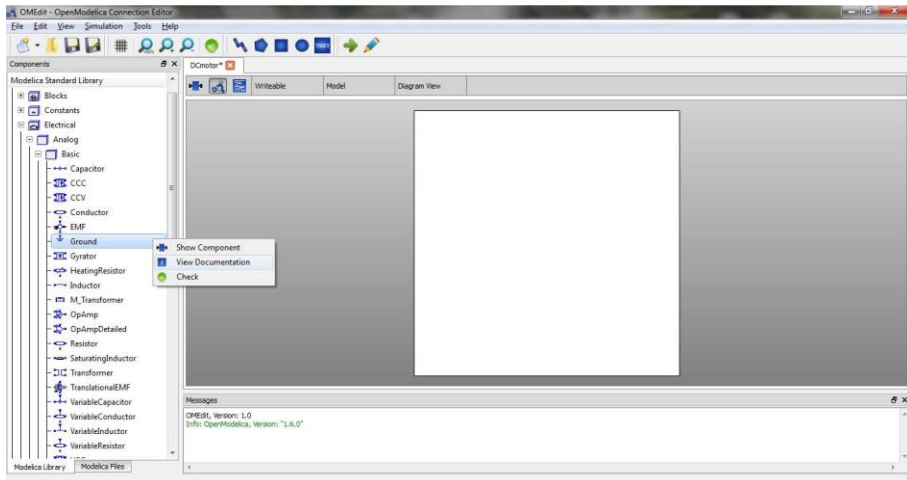 OMEdit - OpenModelica Connection Editor
File Edit View Simulation Tools Help
Components
DCmotor*
Modelica Standard Library
Writeable Model Diagram View
Blocks
Constants
Electrical
Analog
Basic
Capacitor
CCC
CCV
Conductor
EMF
Ground
Show Component
Gyrator
View Documentation
HeatingResistor
Check
Inductor
M_Transformer
OpAmp
OpAmpDetailed
Resistor
SaturatingInductor
Transformer
TranslationalEMF
VariableCapacitor
VariableConductor
VariableInductor
VariableResistor
Messages
OMEdit, Version: 1.0
Info: OpenModelica, Version: "1.6.0"
Modelica Library Modelica Files